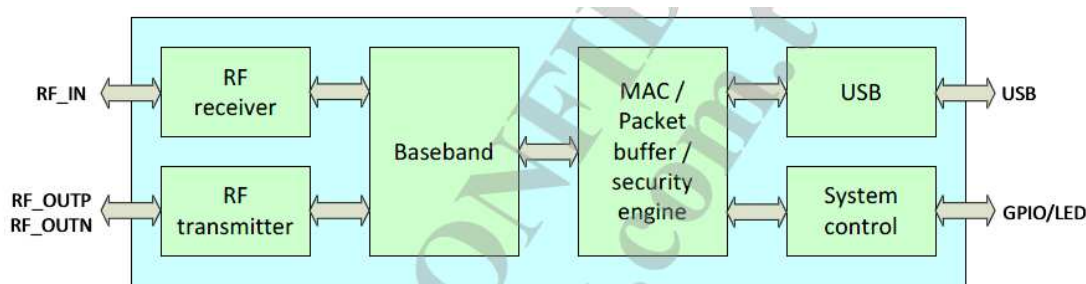 RF_IN
RF
receiver
RF_OUTP
RF_OUTN
RF
transmitter
Baseband
MAC /
Packet
buffer /
security
engine
USB
USB
System
control
GPIO/LED